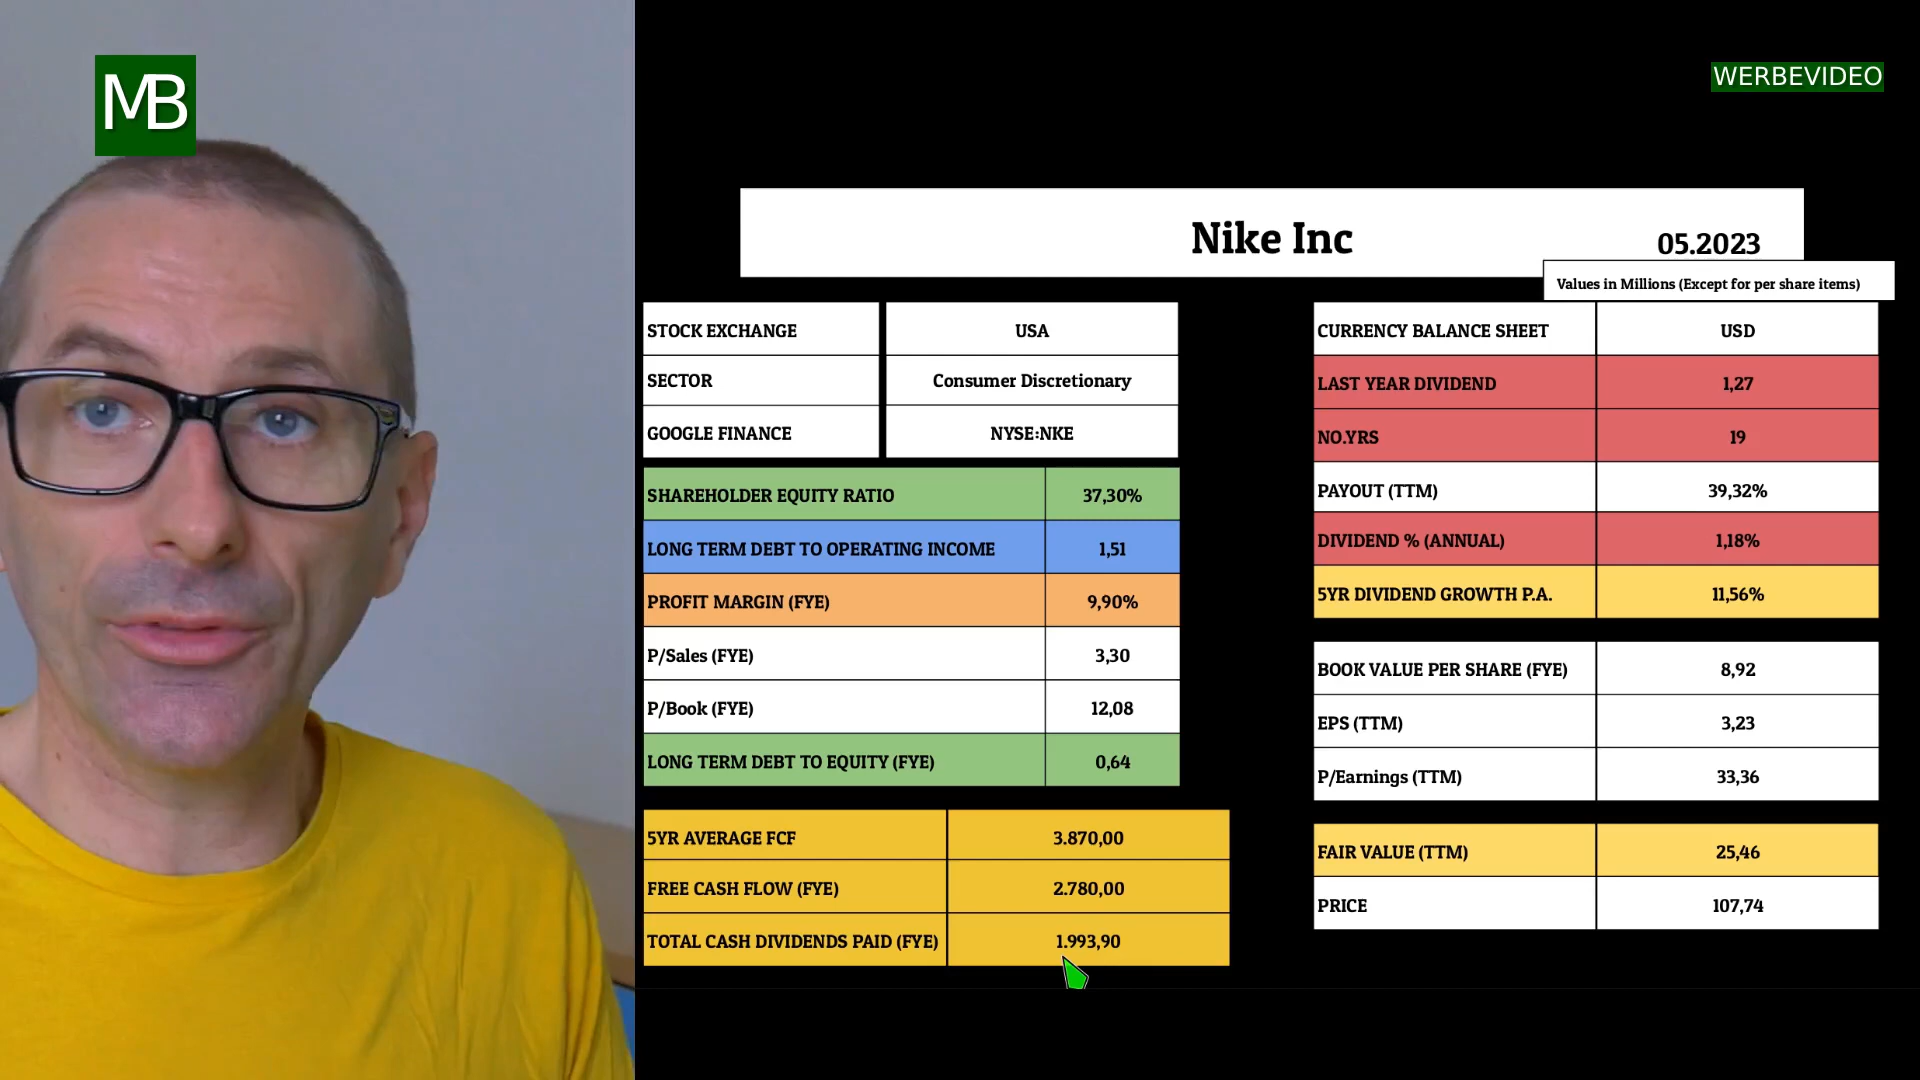 MB
WERBEVIDEO
Nike Inc
05.2023
Values in Millions (Except for per share items)
STOCK EXCHANGE USA
SECTOR Consumer Discretionary
GOOGLE FINANCE NYSE:NKE
SHAREHOLDER EQUITY RATIO 37,30%
LONG TERM DEBT TO OPERATING INCOME 1,51
PROFIT MARGIN (FYE) 9,90%
P/Sales (FYE) 3,30
P/Book (FYE) 12,08
LONG TERM DEBT TO EQUITY (FYE) 0,64
5YR AVERAGE FCF 3.870,00
FREE CASH FLOW (FYE) 2.780,00
TOTAL CASH DIVIDENDS PAID (FYE) 1.993,90
CURRENCY BALANCE SHEET USD
LAST YEAR DIVIDEND 1,27
NO.YRS 19
PAYOUT (TTM) 39,32%
DIVIDEND % (ANNUAL) 1,18%
5YR DIVIDEND GROWTH P.A. 11,56%
BOOK VALUE PER SHARE (FYE) 8,92
EPS (TTM) 3,23
P/Earnings (TTM) 33,36
FAIR VALUE (TTM) 25,46
PRICE 107,74